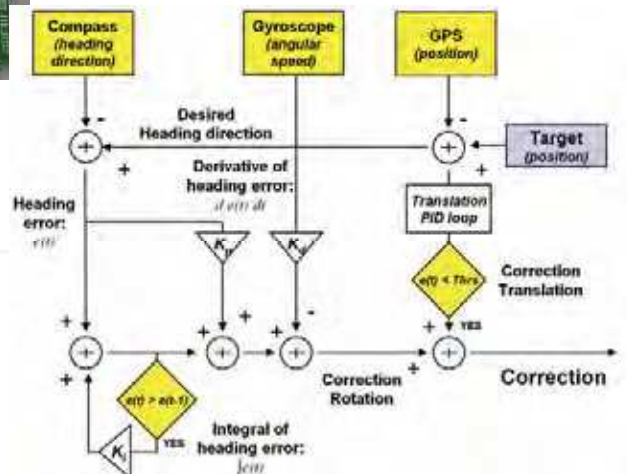 Compass
(heading
direction)
Gyroscope
(angular
speed)
GPS
(position)
-
-
Desired
Heading direction
Target
(position)
+
+
+
+
Derivative of
heading error:
d e(t) dt
Heading
error:
e(t)
Translation
PID loop
Kp
Kd
e(t) < Thrs
Correction
Translation
+
+
+
-
+
YES
+
+
+
+
+
+
Correction
Rotation
Correction
e(t) > e(t-1)
YES
Ki
Integral of
heading error:
∫e(t)